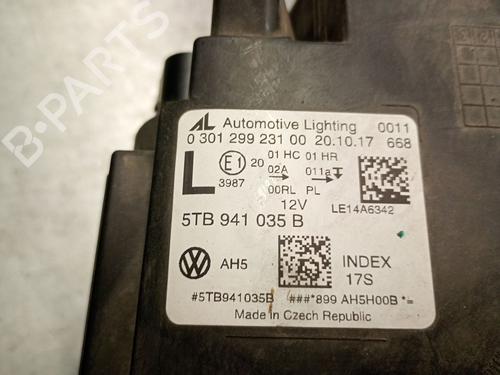 AL Automotive Lighting 0011
0 301 299 231 00 20.10.17 668
L E1 20 01 HC 01 HR
02A 011a
3987 00RL PL
12V LE14A6342
5TB 941 035 B
VW AH5 INDEX
17S
#5TB941035B ###*899 AH5H00B *=
Made in Czech Republic
B-PARTS